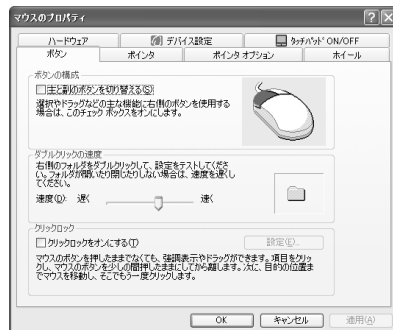 マウスのプロパティ
ハードウェア
デバイス設定
タッチパッド ON/OFF
ボタン
ポインタ
ポインタ オプション
ホイール
ボタンの構成
主と副のボタンを切り替える(S)
選択やドラッグなどの主な機能に右側のボタンを使用する
場合は、このチェック ボックスをオンにします。
ダブルクリックの速度
右側のフォルダをダブルクリックして、設定をテストしてくださ
い。フォルダが開いたり閉じたりしない場合は、速度を遅くし
てください。
速度(D): 遅く 速く
クリックロック
クリックロックをオンにする(T)
設定(E)...
マウスのボタンを押したままでなくても、強調表示やドラッグができます。項目をクリッ
クし、マウスのボタンを少しの間押したままにしてから離します。次に、目的の位置ま
でマウスを移動し、そこでもう一度クリックします。
OK
キャンセル
適用(A)